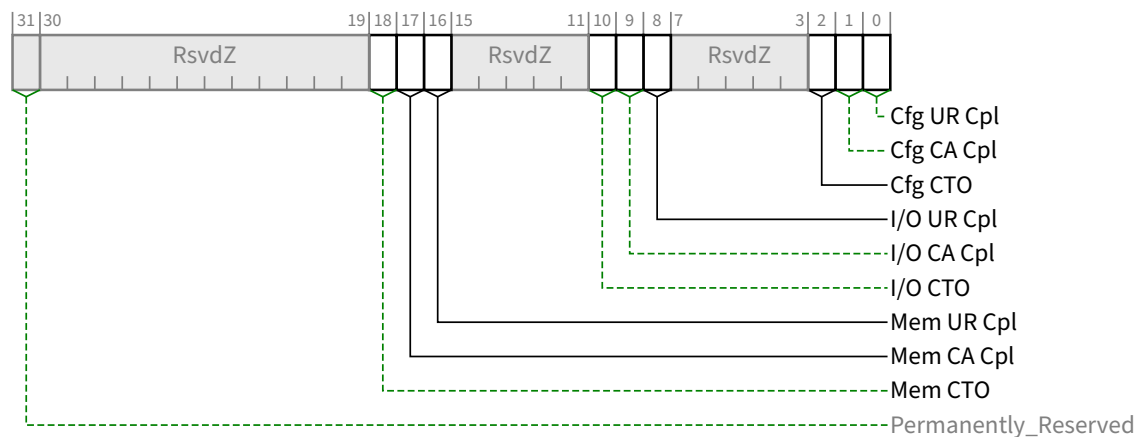 31 30 19 18 17 16 15 11 10 9 8 7 3 2 1 0
RsvdZ RsvdZ RsvdZ
Cfg UR Cpl
Cfg CA Cpl
Cfg CTO
I/O UR Cpl
I/O CA Cpl
I/O CTO
Mem UR Cpl
Mem CA Cpl
Mem CTO
Permanently_Reserved